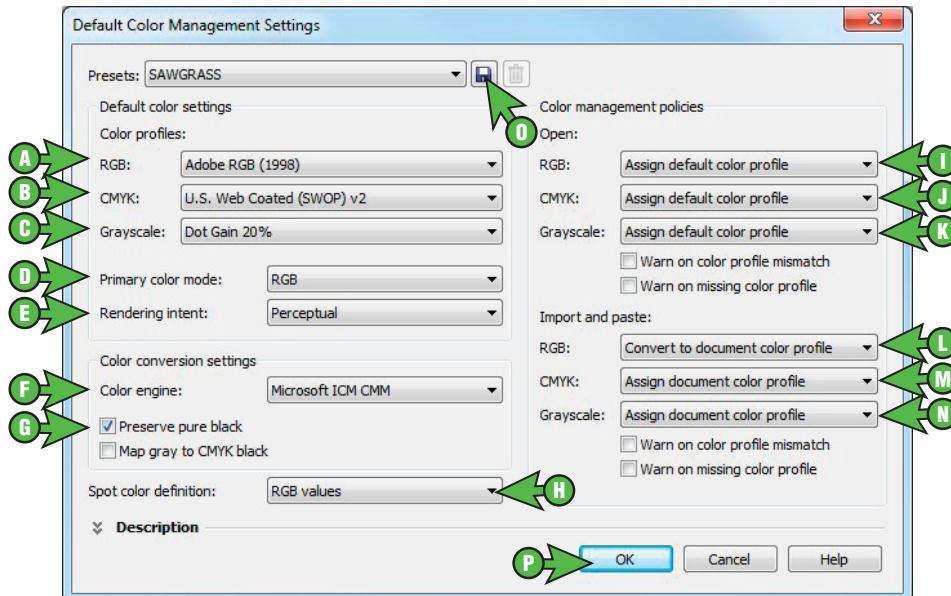 Default Color Management Settings
Presets: SAWGRASS
O
Default color settings
Color profiles:
A RGB: Adobe RGB (1998)
B CMYK: U.S. Web Coated (SWOP) v2
C Grayscale: Dot Gain 20%
D Primary color mode: RGB
E Rendering intent: Perceptual
Color conversion settings
F Color engine: Microsoft ICM CMM
G Preserve pure black
Map gray to CMYK black
Spot color definition: RGB values H
Description
Color management policies
Open:
RGB: Assign default color profile I
CMYK: Assign default color profile J
Grayscale: Assign default color profile K
Warn on color profile mismatch
Warn on missing color profile
Import and paste:
RGB: Convert to document color profile L
CMYK: Assign document color profile M
Grayscale: Assign document color profile N
Warn on color profile mismatch
Warn on missing color profile
P OK Cancel Help